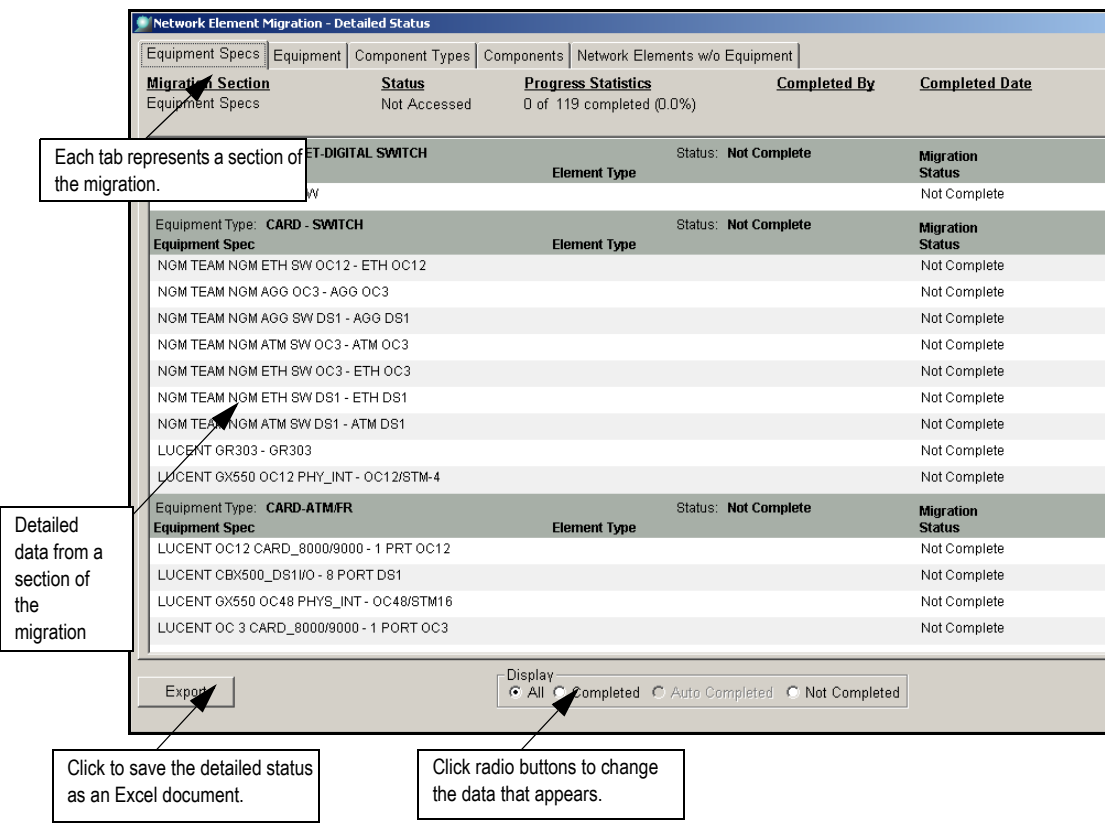 Network Element Migration - Detailed Status
Equipment Specs Equipment Component Types Components Network Elements w/o Equipment
Migration Section Status Progress Statistics Completed By Completed Date
Equipment Specs Not Accessed 0 of 119 completed (0.0%)
Each tab represents a section of
the migration.
ET-DIGITAL SWITCH Status: Not Complete Migration
Element Type Status
W Not Complete
Equipment Type: CARD - SWITCH Status: Not Complete Migration
Equipment Spec Element Type Status
NGM TEAM NGM ETH SW OC12 - ETH OC12 Not Complete
NGM TEAM NGM AGG OC3 - AGG OC3 Not Complete
NGM TEAM NGM AGG SW DS1 - AGG DS1 Not Complete
NGM TEAM NGM ATM SW OC3 - ATM OC3 Not Complete
NGM TEAM NGM ETH SW OC3 - ETH OC3 Not Complete
NGM TEAM NGM ETH SW DS1 - ETH DS1 Not Complete
NGM TEAM NGM ATM SW DS1 - ATM DS1 Not Complete
LUCENT GR303 - GR303 Not Complete
LUCENT GX550 OC12 PHY_INT - OC12/STM-4 Not Complete
Equipment Type: CARD-ATM/FR Status: Not Complete Migration
Equipment Spec Element Type Status
LUCENT OC12 CARD_8000/9000 - 1 PRT OC12 Not Complete
LUCENT CBX500_DS1I/O - 8 PORT DS1 Not Complete
LUCENT GX550 OC48 PHYS_INT - OC48/STM16 Not Complete
LUCENT OC 3 CARD_8000/9000 - 1 PORT OC3 Not Complete
Detailed
data from a
section of
the
migration
Export
Display
All Completed Auto Completed Not Completed
Click to save the detailed status
as an Excel document.
Click radio buttons to change
the data that appears.